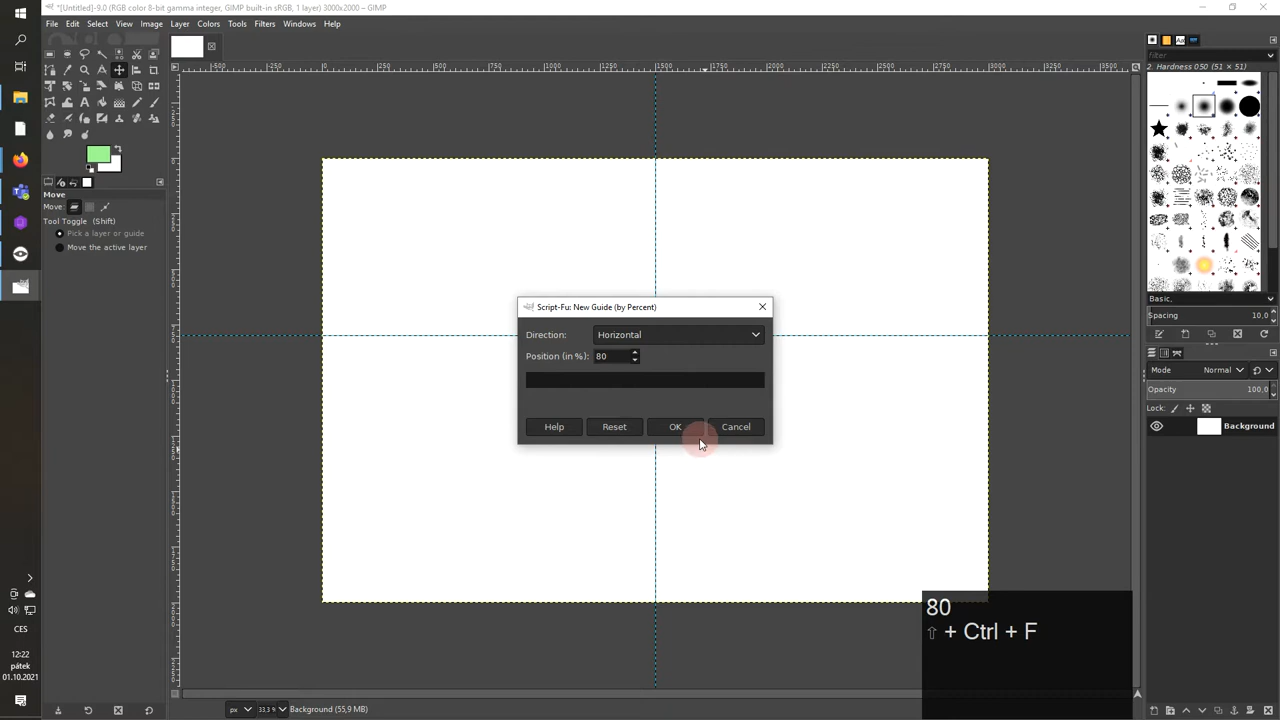 *[Untitled]-9.0 (RGB color 8-bit gamma integer, GIMP built-in sRGB, 1 layer) 3000x2000 – GIMP
File Edit Select View Image Layer Colors Tools Filters Windows Help
2. Hardness 050 (51 × 51)
filter
Move
Move:
Tool Toggle (Shift)
Pick a layer or guide
Move the active layer
Script-Fu: New Guide (by Percent)
Direction: Horizontal
Position (in %): 80
Help Reset OK Cancel
Basic,
Spacing 10,0
Mode Normal
Opacity 100,0
Lock:
Background
80
⇧ + Ctrl + F
CES
12:22
pátek
01.10.2021
px 33.3 % Background (55,9 MB)